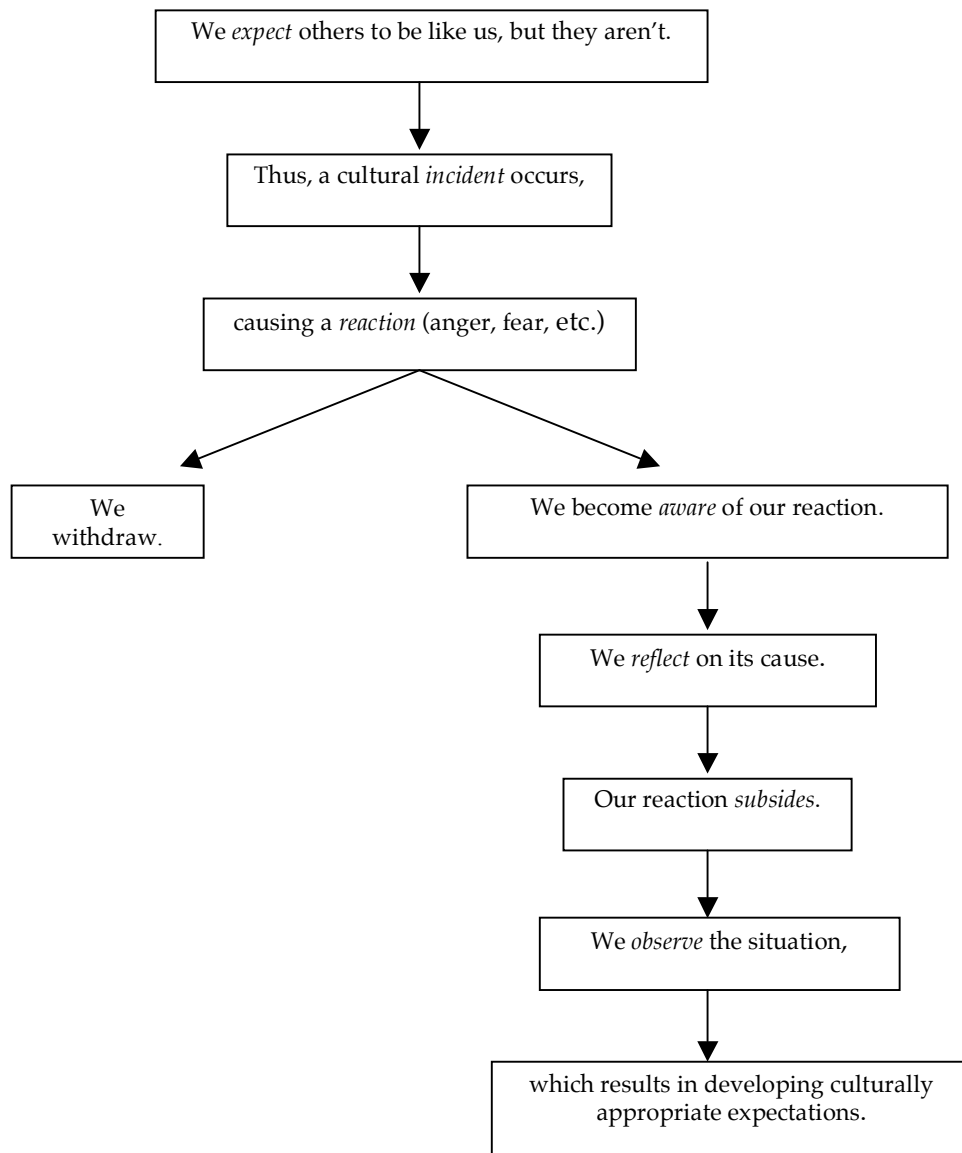 We expect others to be like us, but they aren't.
Thus, a cultural incident occurs,
causing a reaction (anger, fear, etc.)
We
withdraw.
We become aware of our reaction.
We reflect on its cause.
Our reaction subsides.
We observe the situation,
which results in developing culturally
appropriate expectations.